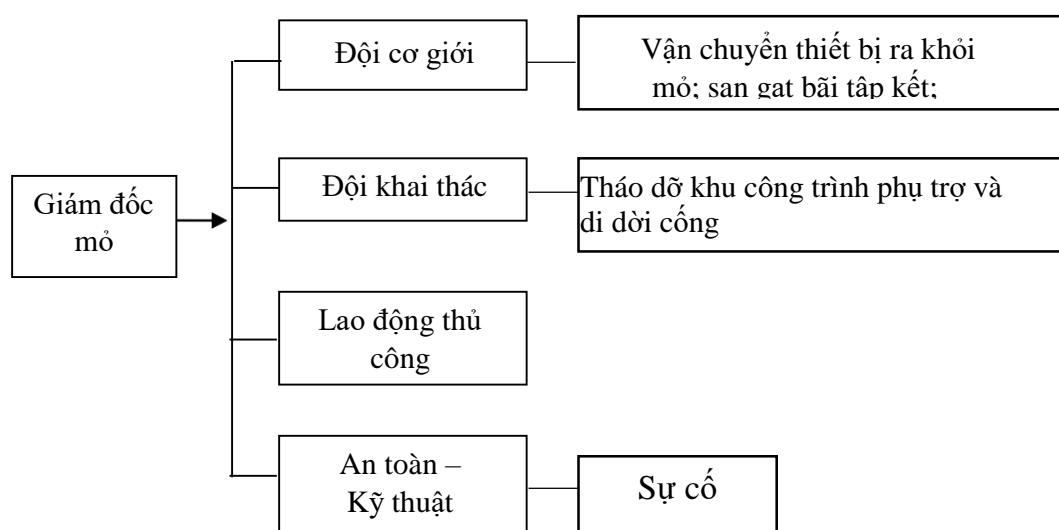 Đội cơ giới
Vận chuyển thiết bị ra khỏi
mỏ; san gat bãi tâp kết;
Giám đốc
mỏ
Đội khai thác
Tháo dỡ khu công trình phụ trợ và
di dời cống
Lao động thủ
công
An toàn –
Kỹ thuật
Sự cố